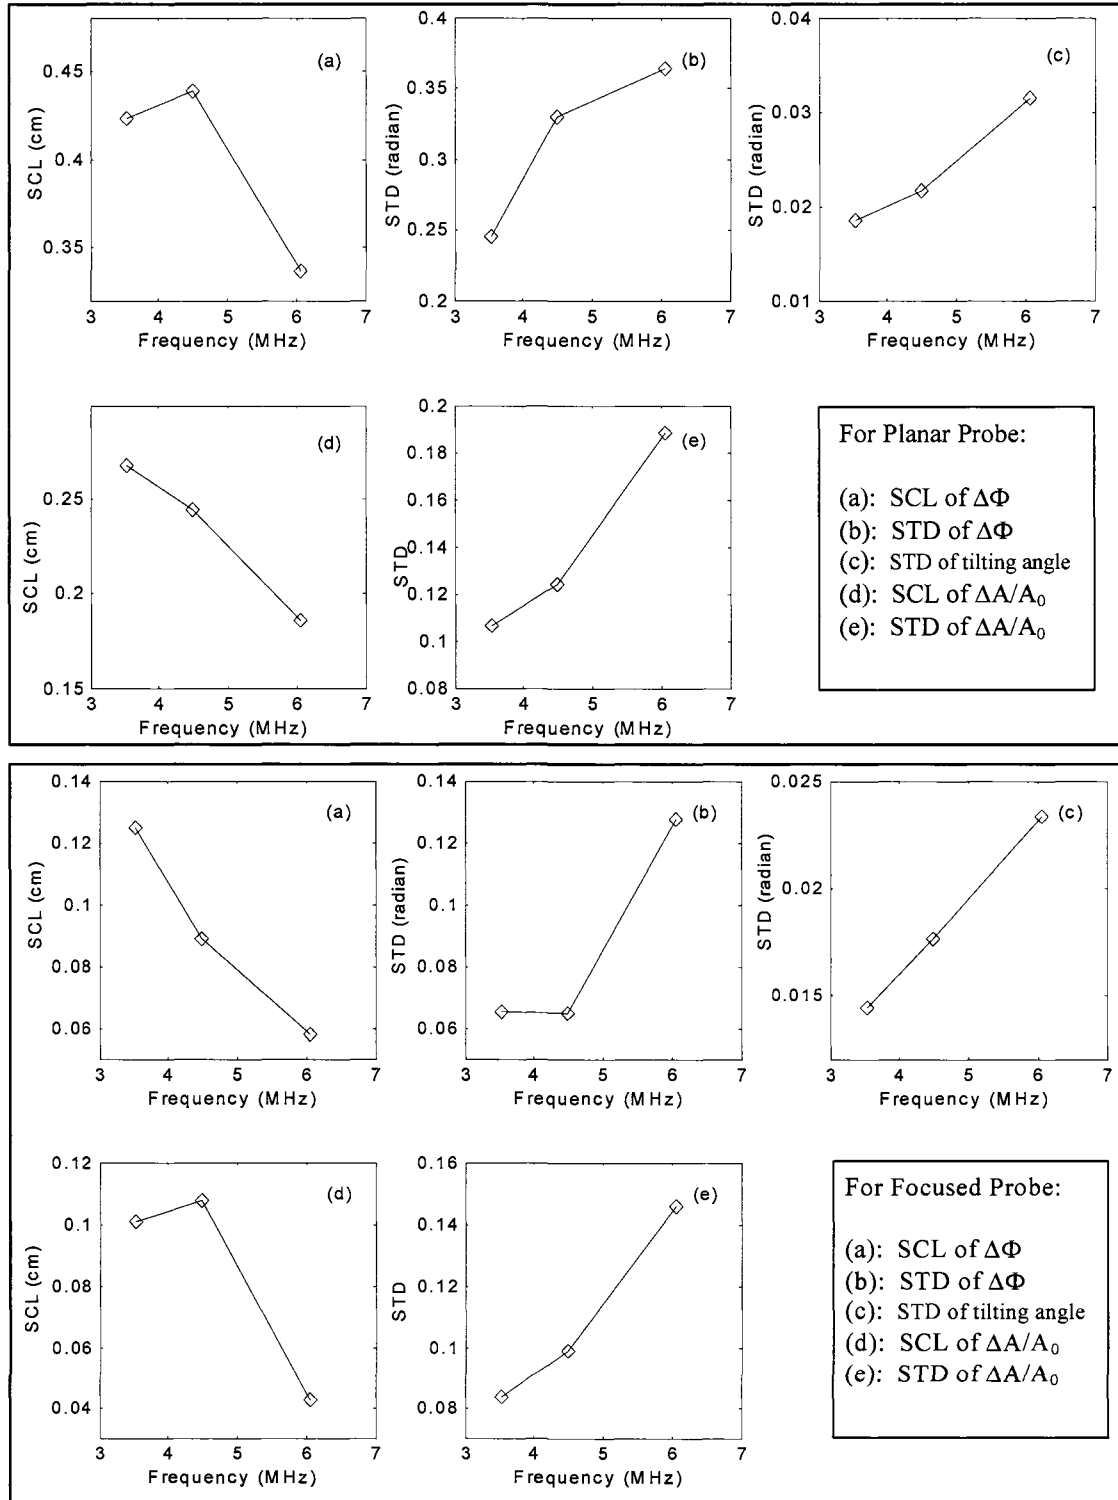 (a)
SCL (cm)
0.45
0.4
0.35
3 4 5 6 7
Frequency (MHz)
(b)
STD (radian)
0.4
0.35
0.3
0.25
0.2
3 4 5 6 7
Frequency (MHz)
(c)
STD (radian)
0.04
0.03
0.02
0.01
3 4 5 6 7
Frequency (MHz)
(d)
SCL (cm)
0.25
0.2
0.15
3 4 5 6 7
Frequency (MHz)
(e)
STD
0.2
0.18
0.16
0.14
0.12
0.1
0.08
3 4 5 6 7
Frequency (MHz)
For Planar Probe:
(a): SCL of ΔΦ
(b): STD of ΔΦ
(c): STD of tilting angle
(d): SCL of ΔA/A₀
(e): STD of ΔA/A₀
(a)
SCL (cm)
0.14
0.12
0.1
0.08
0.06
3 4 5 6 7
Frequency (MHz)
(b)
STD (radian)
0.14
0.12
0.1
0.08
0.06
3 4 5 6 7
Frequency (MHz)
(c)
STD (radian)
0.025
0.02
0.015
3 4 5 6 7
Frequency (MHz)
(d)
SCL (cm)
0.12
0.1
0.08
0.06
0.04
3 4 5 6 7
Frequency (MHz)
(e)
STD
0.16
0.14
0.12
0.1
0.08
3 4 5 6 7
Frequency (MHz)
For Focused Probe:
(a): SCL of ΔΦ
(b): STD of ΔΦ
(c): STD of tilting angle
(d): SCL of ΔA/A₀
(e): STD of ΔA/A₀